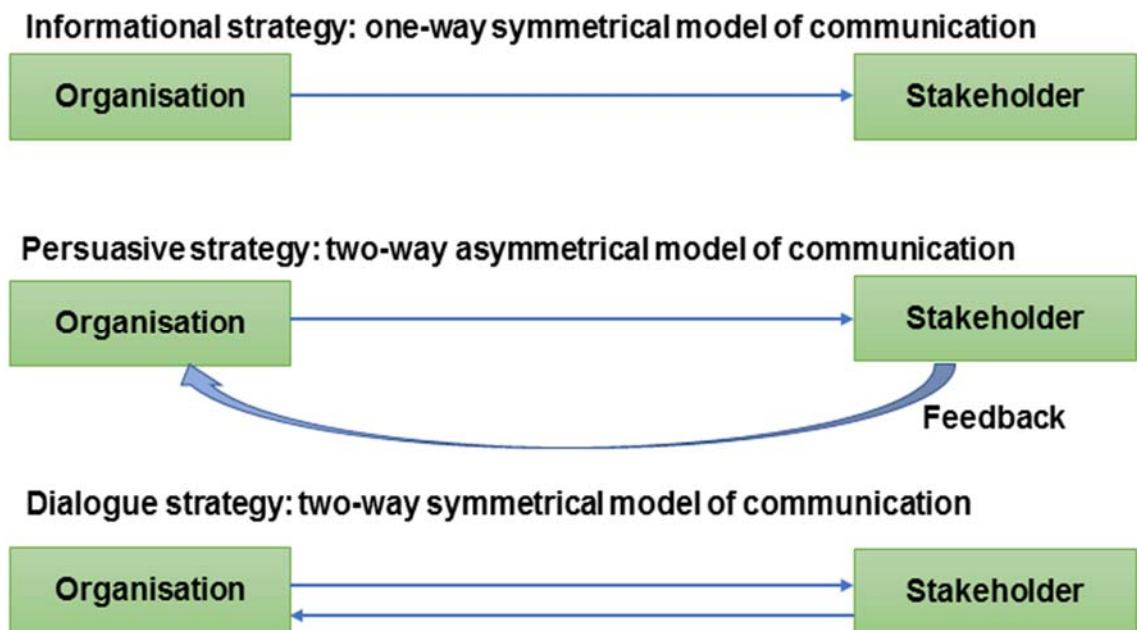 Informational strategy: one-way symmetrical model of communication
Organisation
Stakeholder
Persuasive strategy: two-way asymmetrical model of communication
Organisation
Stakeholder
Feedback
Dialogue strategy: two-way symmetrical model of communication
Organisation
Stakeholder